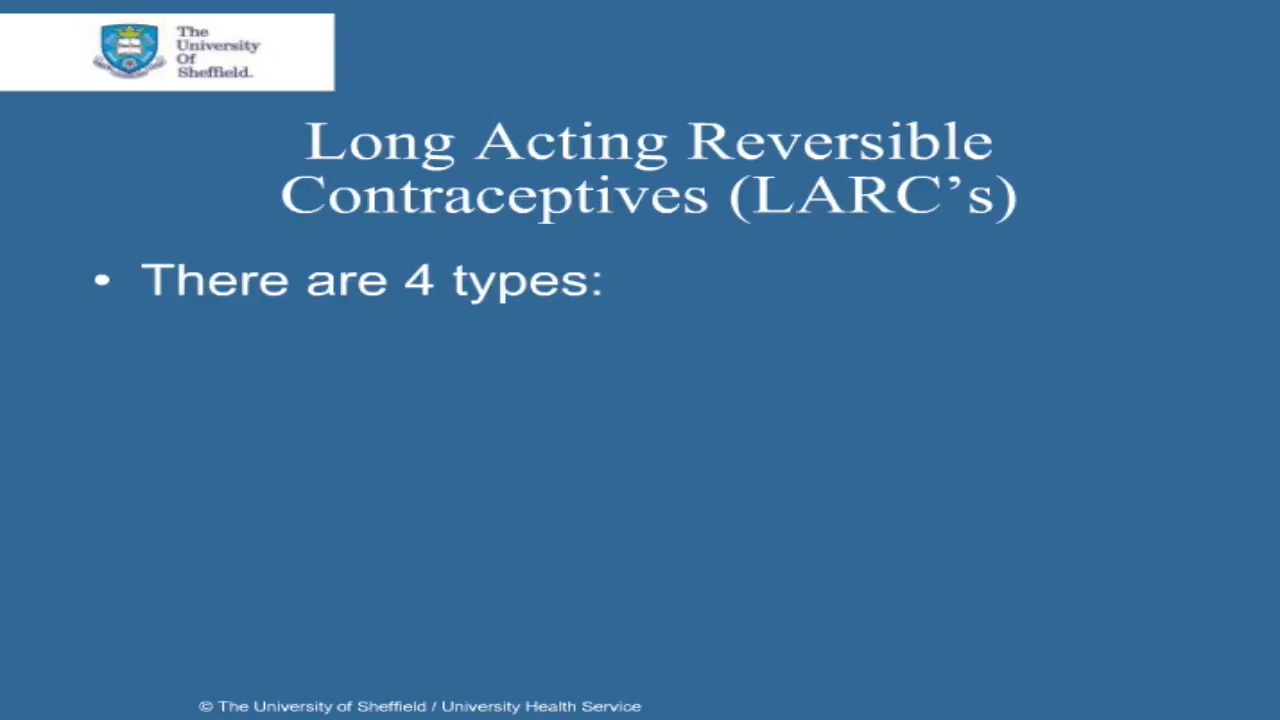 The
University
Of
Sheffield.
Long Acting Reversible
Contraceptives (LARC’s)
• There are 4 types:
© The University of Sheffield / University Health Service